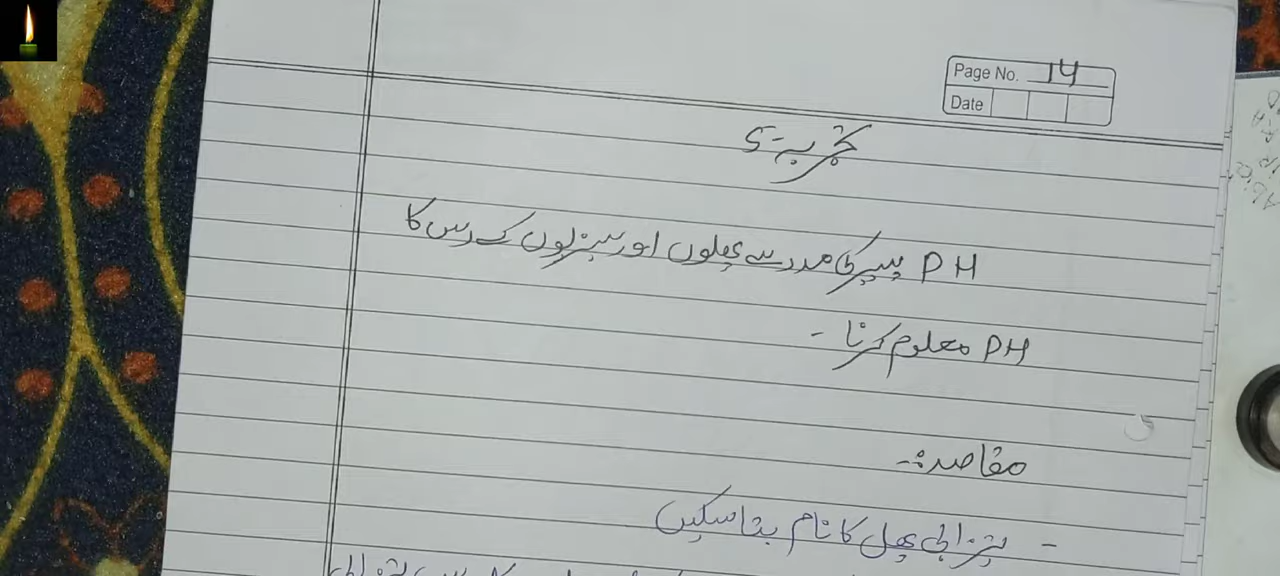 Page No. 14
Date
تجربہ-5
PH پیپر کی مدد سے پھلوں اور سبزیوں کے رس کا
PH معلوم کرنا -
مقاصد:-
- تیزابی پھل کا نام بتا سکیں